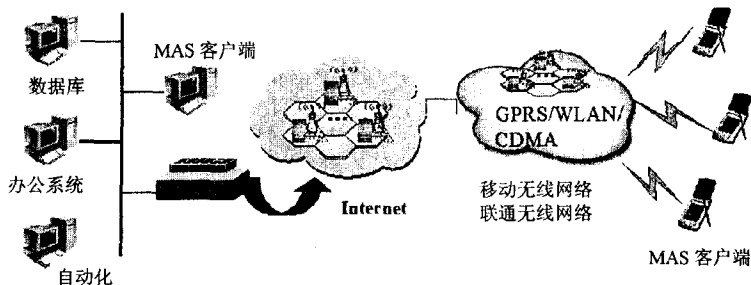 数据库
MAS 客户端
办公系统
自动化
Internet
GPRS/WLAN/
CDMA
移动无线网络
联通无线网络
MAS 客户端